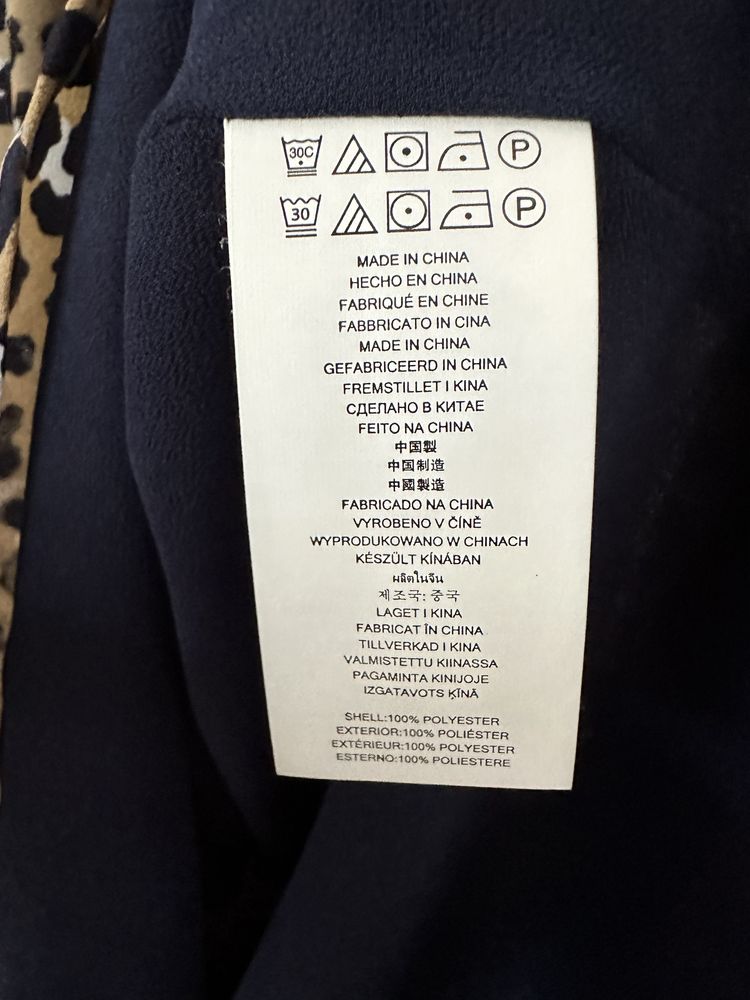 30C P
30 P
MADE IN CHINA
HECHO EN CHINA
FABRIQUÉ EN CHINE
FABBRICATO IN CINA
MADE IN CHINA
GEFABRICEERD IN CHINA
FREMSTILLET I KINA
СДЕЛАНО В КИТАЕ
FEITO NA CHINA
中国製
中国制造
中國製造
FABRICADO NA CHINA
VYROBENO V ČÍNĚ
WYPRODUKOWANO W CHINACH
KÉSZÜLT KÍNÁBAN
ผลิตในจีน
제조국: 중국
LAGET I KINA
FABRICAT ÎN CHINA
TILLVERKAD I KINA
VALMISTETTU KIINASSA
PAGAMINTA KINIJOJE
IZGATAVOTS ĶĪNĀ
SHELL:100% POLYESTER
EXTERIOR:100% POLIÉSTER
EXTÉRIEUR:100% POLYESTER
ESTERNO:100% POLIESTERE